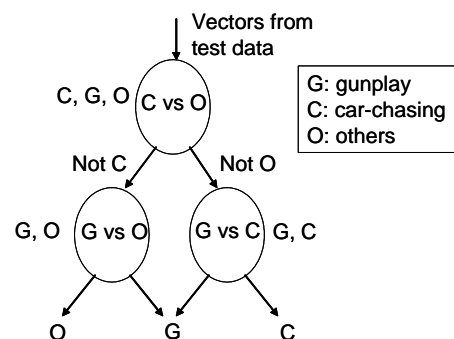 Vectors from
test data
C, G, O
C vs O
G: gunplay
C: car-chasing
O: others
Not C
Not O
G, O
G vs O
G vs C
G, C
O
G
C